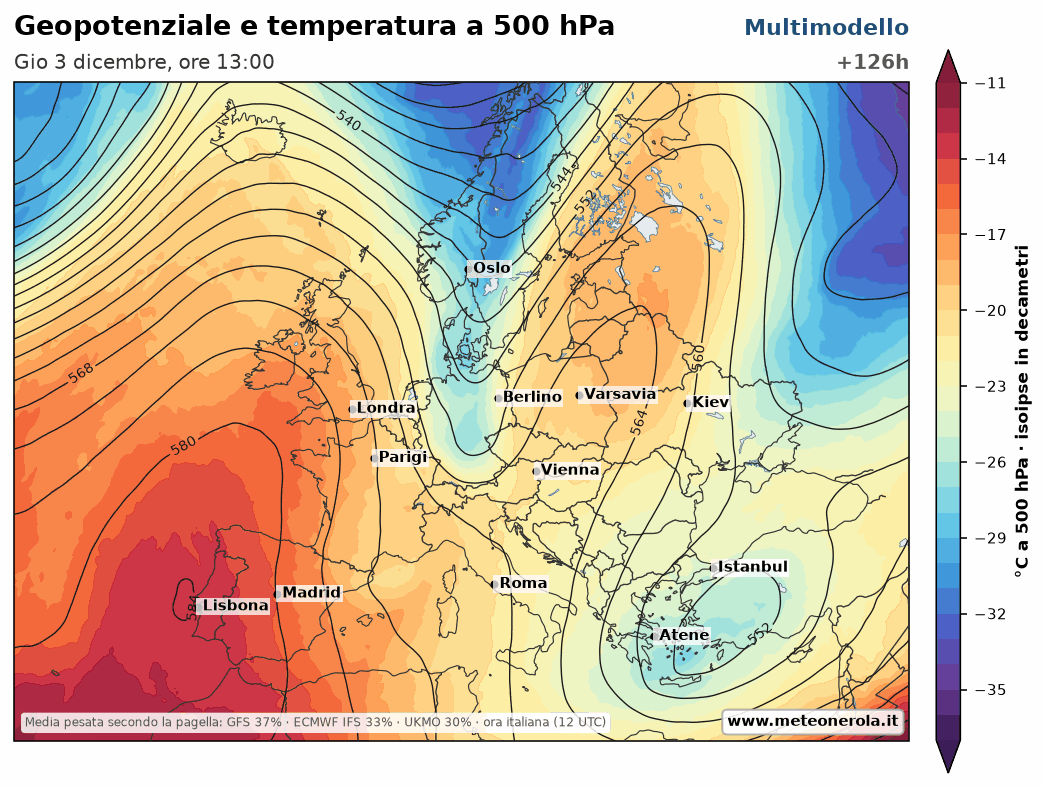 Geopotenziale e temperatura a 500 hPa
Multimodello
Gio 3 dicembre, ore 13:00
+126h
540
544
552
568
580
560
564
584
552
Oslo
Berlino
Varsavia
Kiev
Londra
Parigi
Vienna
Istanbul
Roma
Madrid
Lisbona
Atene
−11
−14
−17
−20
−23
−26
−29
−32
−35
°C a 500 hPa · isoipse in decametri
Media pesata secondo la pagella: GFS 37% · ECMWF IFS 33% · UKMO 30% · ora italiana (12 UTC)
www.meteonerola.it